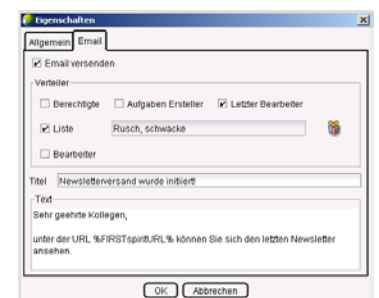 Eigenschaften
Allgemein Email
Email versenden
Verteiler
Berechtigte Aufgaben Ersteller Letzter Bearbeiter
Liste Rusch, schwacke
Bearbeiter
Titel Newsletterversand wurde initiiert!
Text
Sehr geehrte Kollegen,
unter der URL %FIRSTspiritURL% können Sie sich den letzten Newsletter
ansehen.
OK Abbrechen